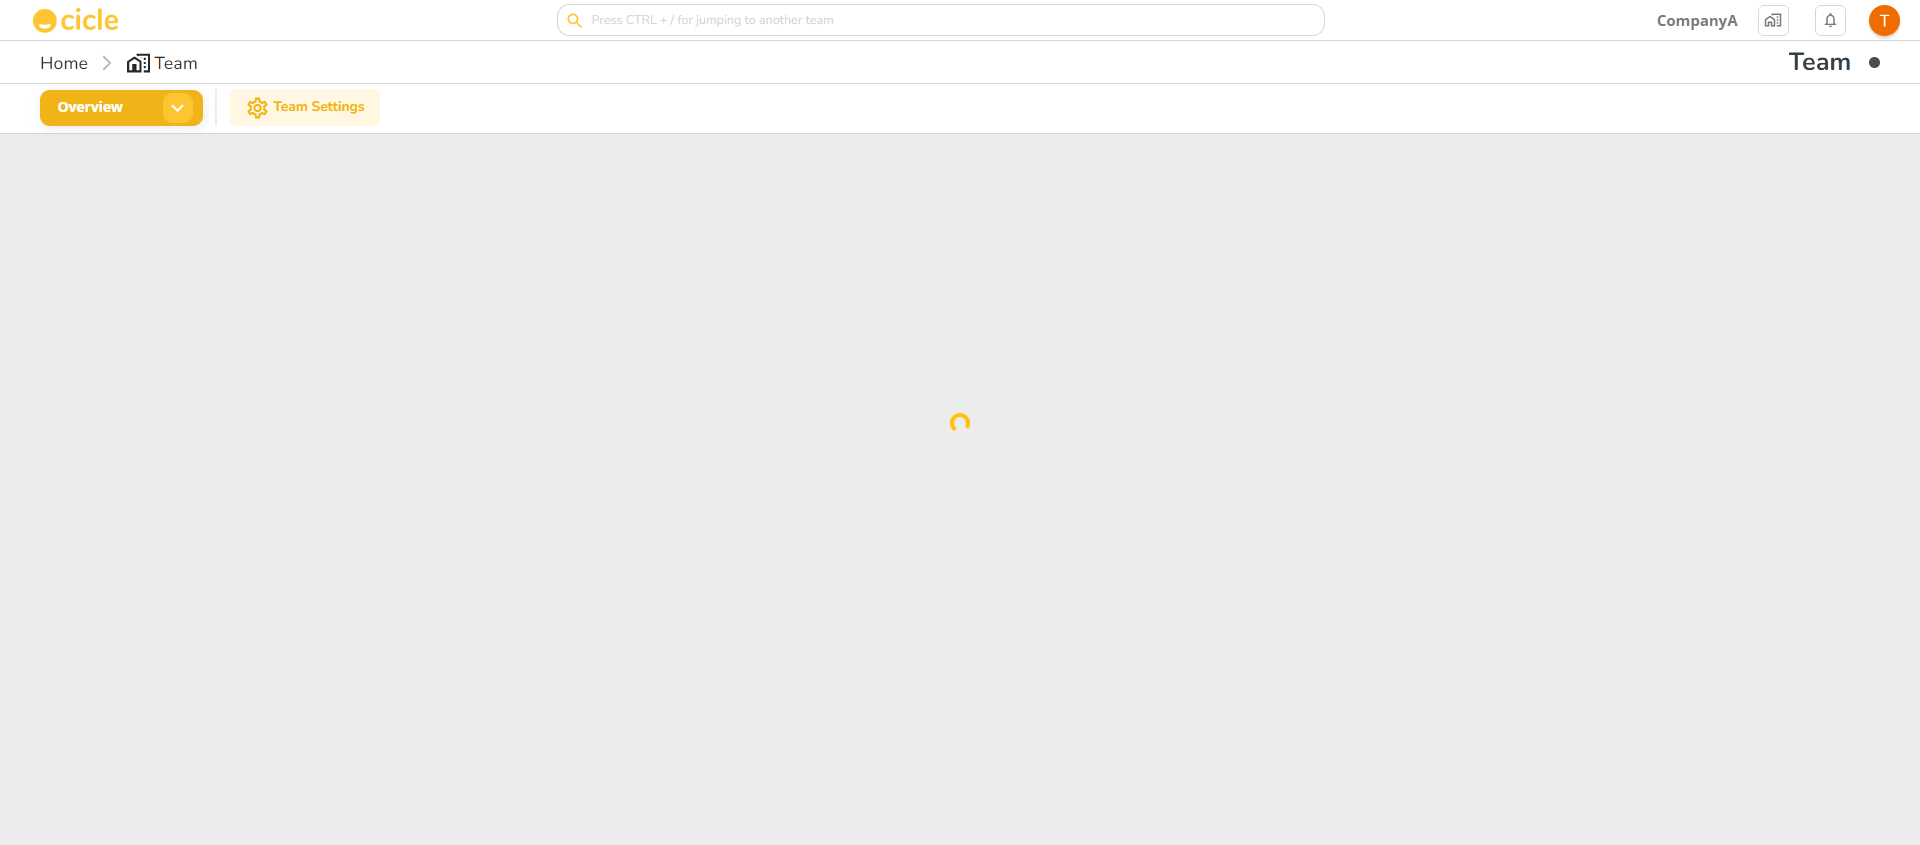 cicle
Press CTRL + / for jumping to another team
CompanyA
T
Home
Team
Team
Overview
Team Settings